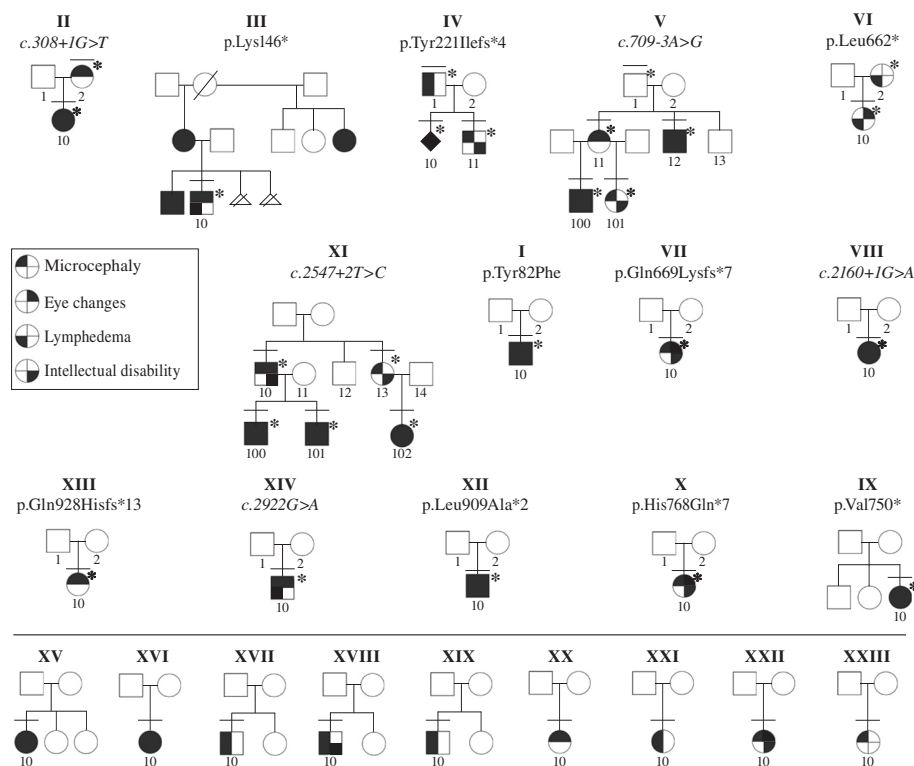 II III IV V VI
c.308+1G>T p.Lys146* p.Tyr221Ilefs*4 c.709-3A>G p.Leu662*
* * * * *
1 2 1 2 1 2 1 2
* * * * * *
10 10 11 11 12 13 10
* * *
10 100 101
XI I VII VIII
c.2547+2T>C p.Tyr82Phe p.Gln669Lysfs*7 c.2160+1G>A
Microcephaly
Eye changes
Lymphedema
Intellectual disability
1 2 1 2 1 2
* * * * *
10 11 12 13 14 10 10 10
* * *
100 101 102
XIII XIV XII X IX
p.Gln928Hisfs*13 c.2922G>A p.Leu909Ala*2 p.His768Gln*7 p.Val750*
1 2 1 2 1 2 1 2
* * * * *
10 10 10 10 10
XV XVI XVII XVIII XIX XX XXI XXII XXIII
10 10 10 10 10 10 10 10 10